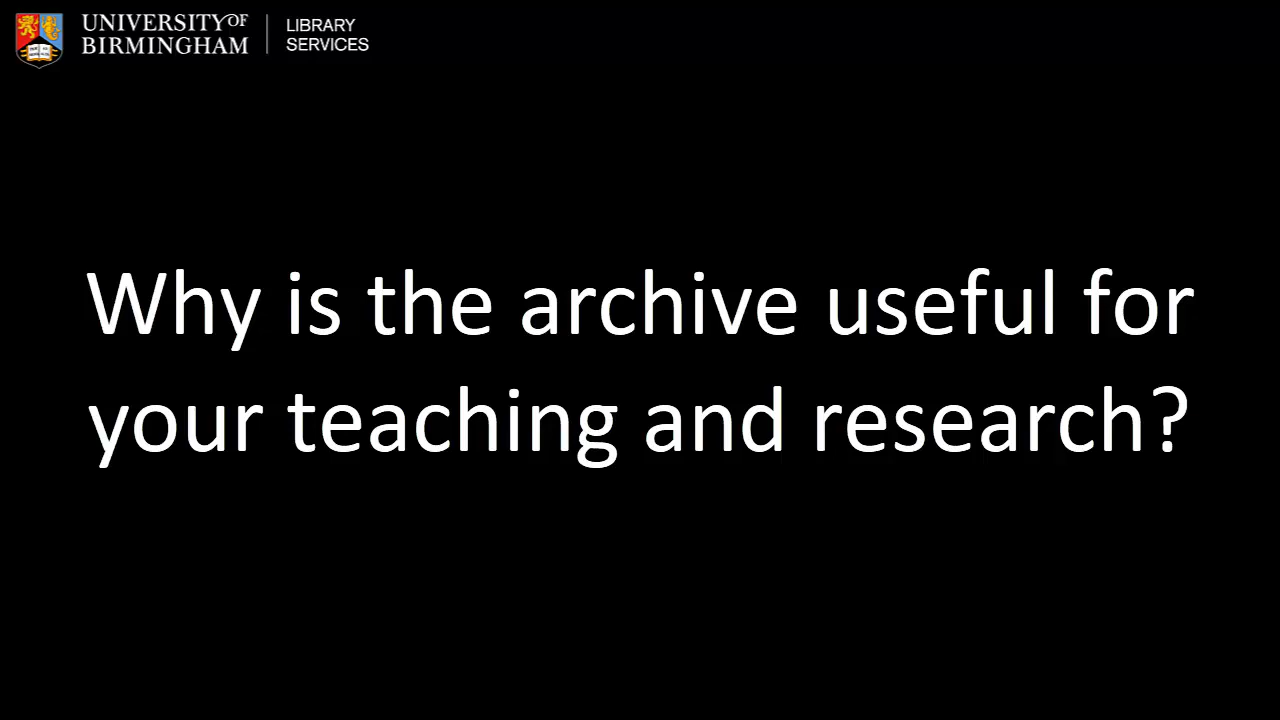 UNIVERSITY OF
BIRMINGHAM
LIBRARY
SERVICES
Why is the archive useful for
your teaching and research?